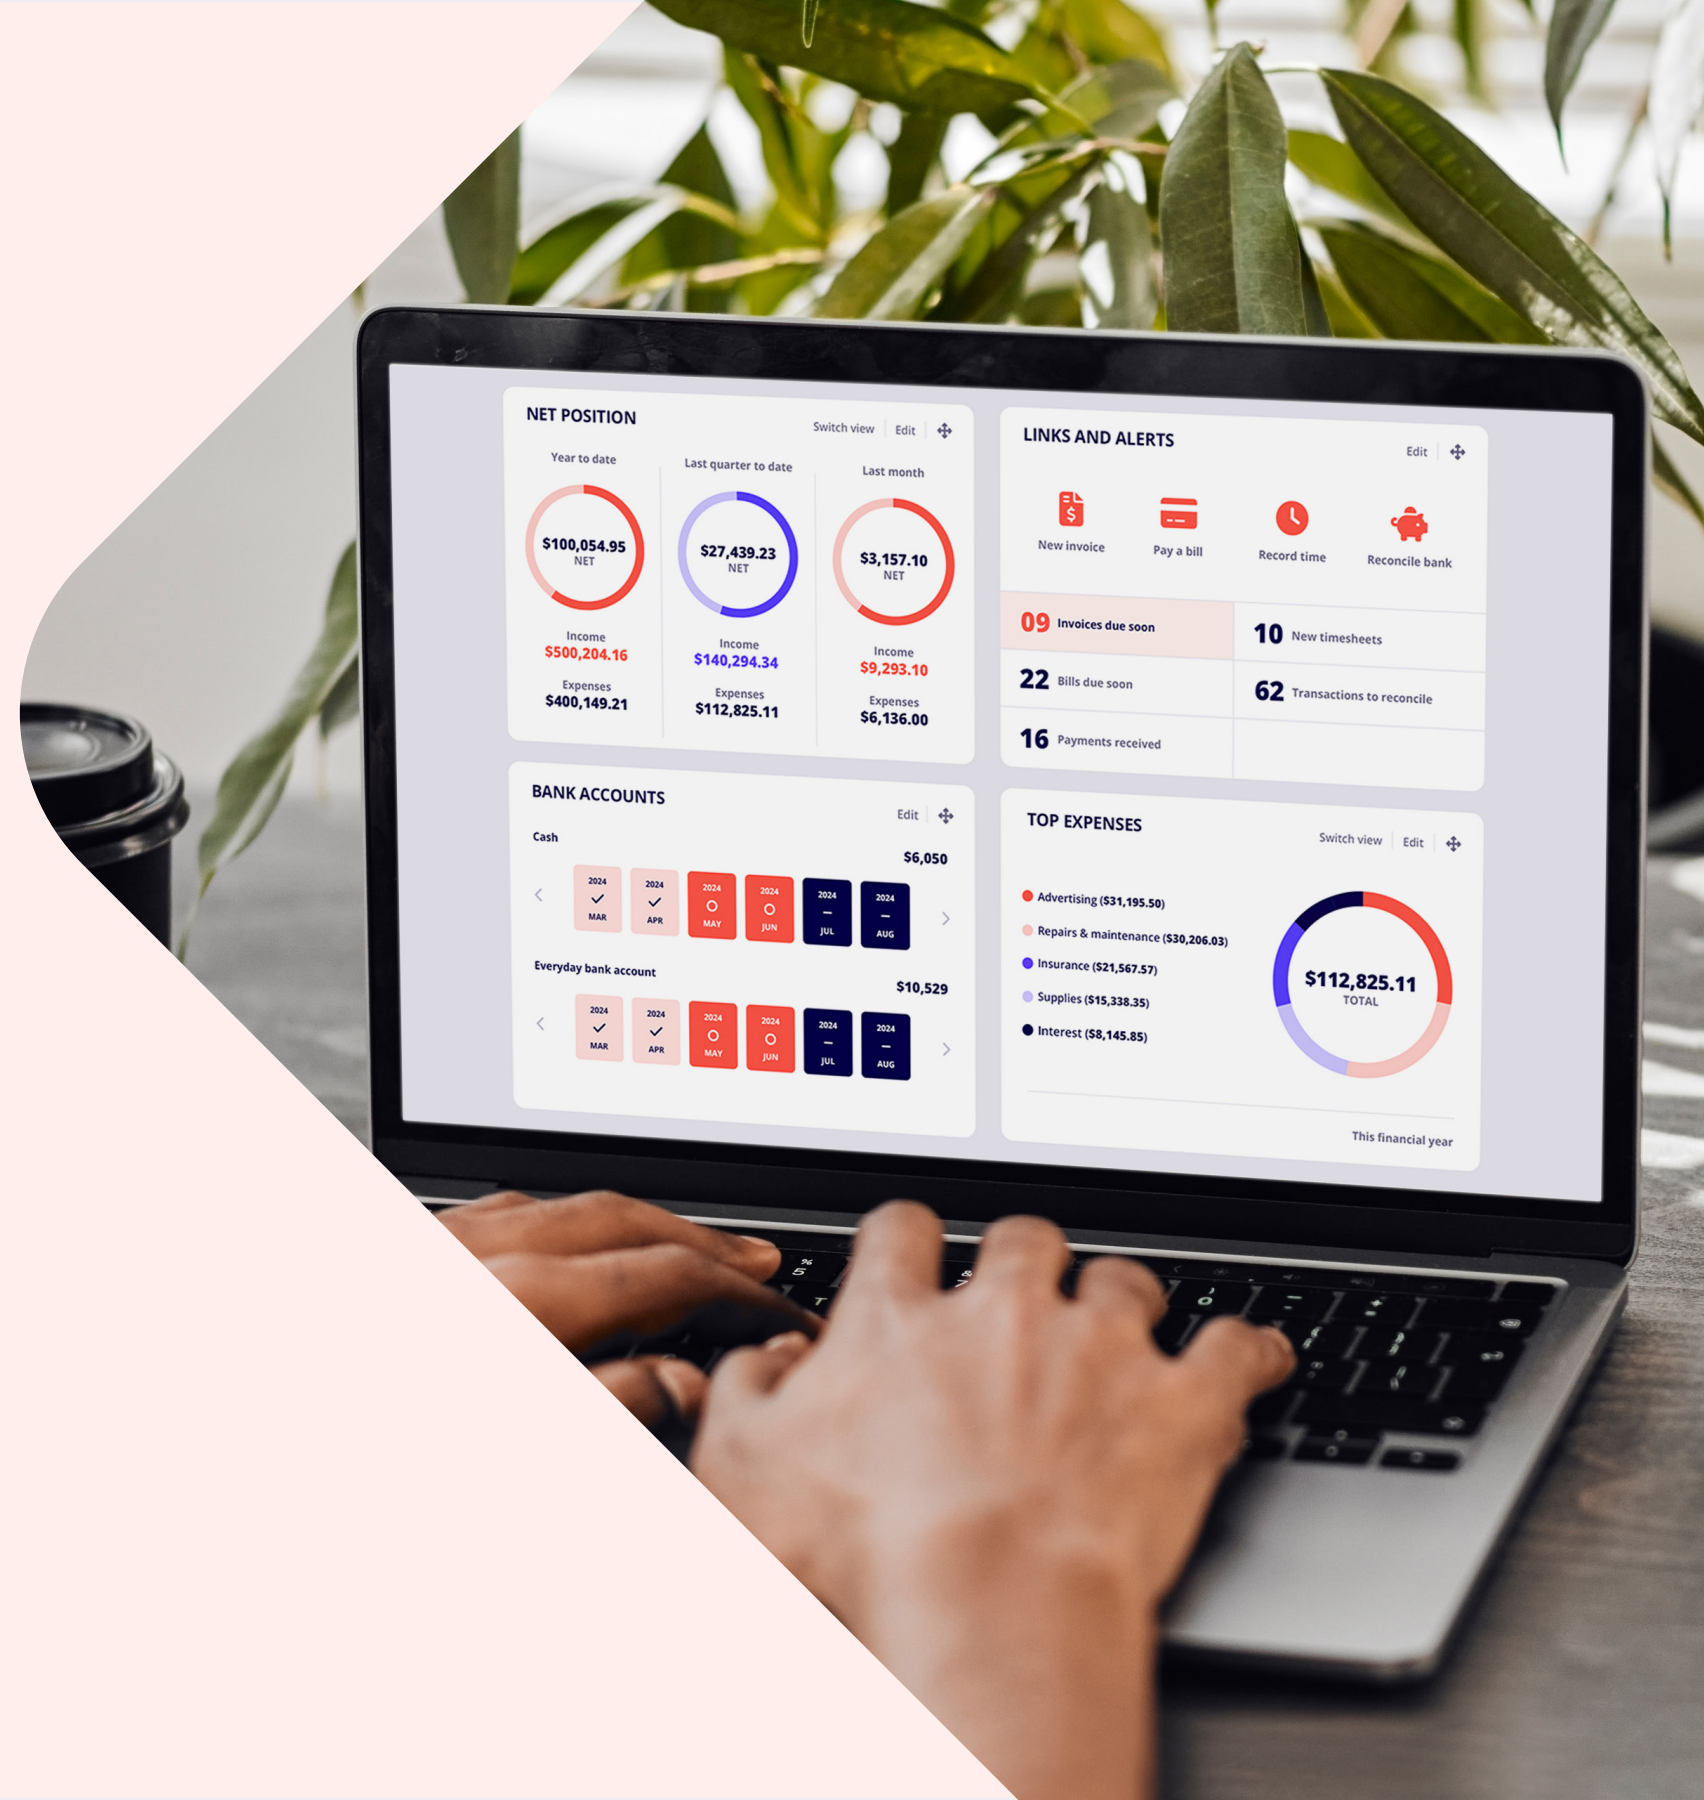 NET POSITION
Switch view
Edit
Year to date
Last quarter to date
Last month
$100,054.95
NET
$27,439.23
NET
$3,157.10
NET
Income
$500,204.16
Income
$140,294.34
Income
$9,293.10
Expenses
$400,149.21
Expenses
$112,825.11
Expenses
$6,136.00
LINKS AND ALERTS
Edit
New invoice
Pay a bill
Record time
Reconcile bank
09 Invoices due soon
10 New timesheets
22 Bills due soon
62 Transactions to reconcile
16 Payments received
BANK ACCOUNTS
Edit
Cash
$6,050
2024 MAR
2024 APR
2024 MAY
2024 JUN
2024 JUL
2024 AUG
Everyday bank account
$10,529
2024 MAR
2024 APR
2024 MAY
2024 JUN
2024 JUL
2024 AUG
TOP EXPENSES
Switch view
Edit
Advertising ($31,195.50)
Repairs & maintenance ($30,206.03)
Insurance ($21,567.57)
Supplies ($15,338.35)
Interest ($8,145.85)
$112,825.11
TOTAL
This financial year
%
5
T